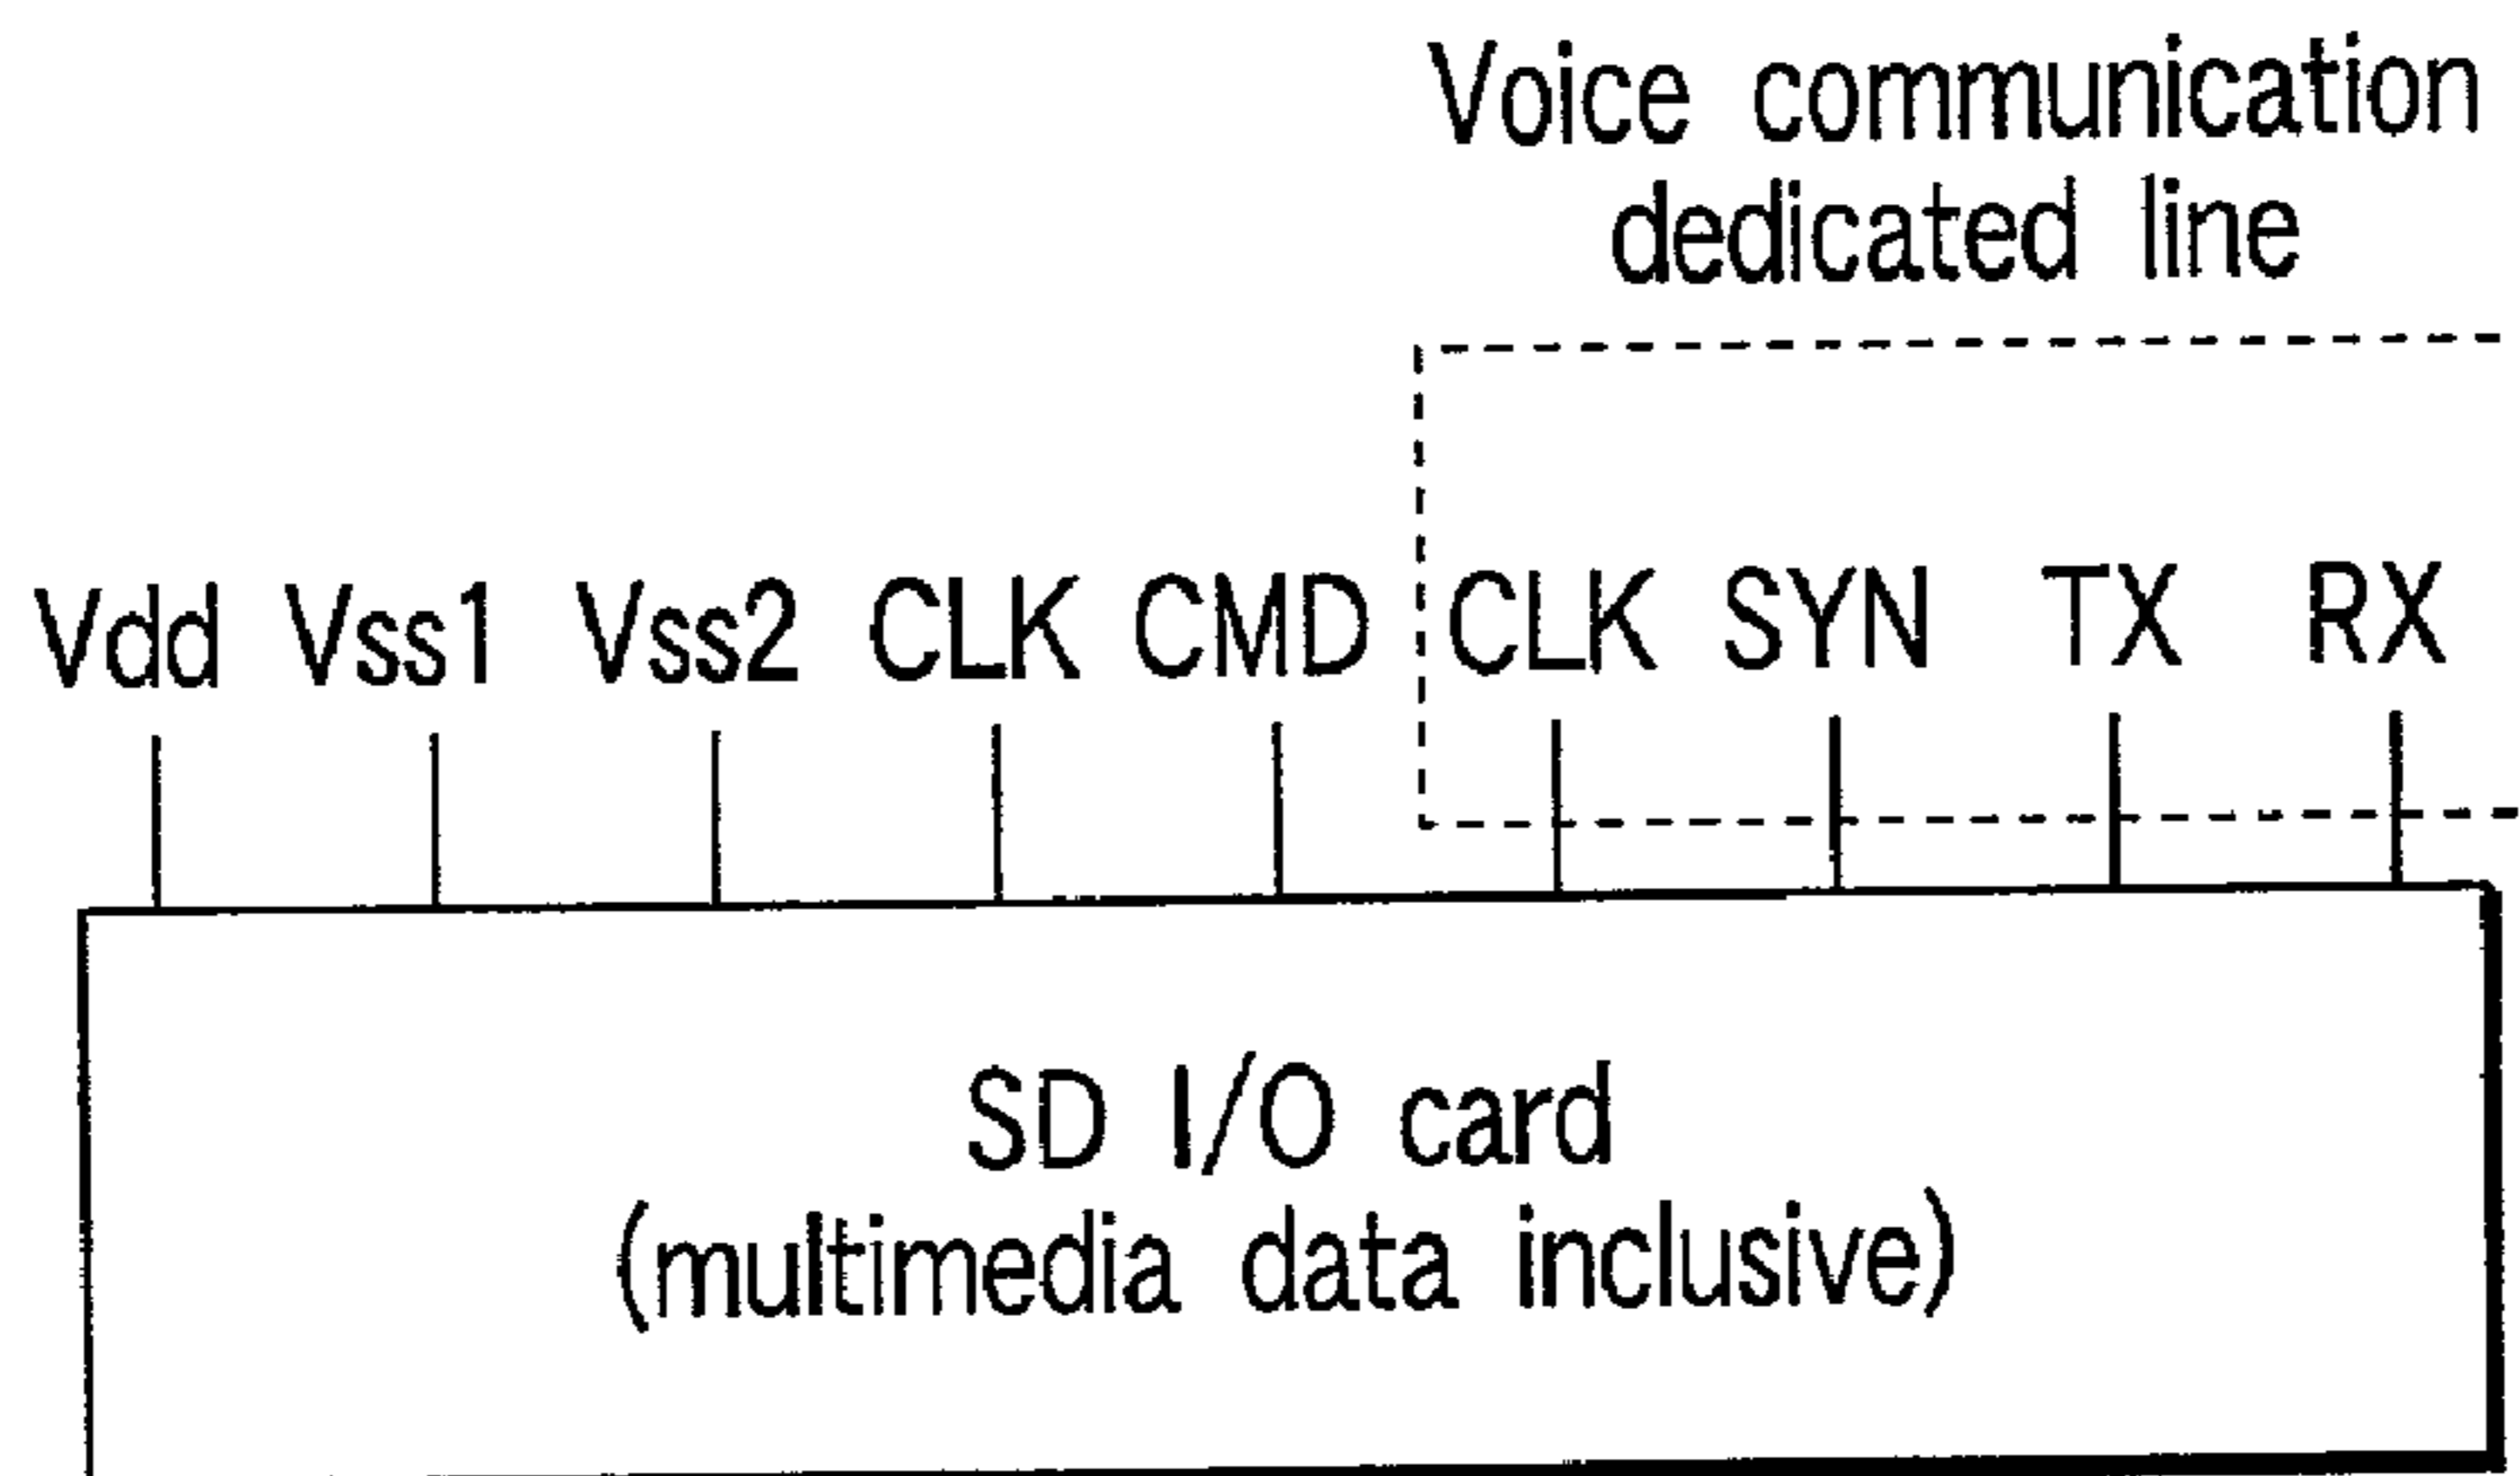 Voice communication
dedicated line
Vdd Vss1 Vss2 CLK CMD CLK SYN TX RX
SD I/O card
(multimedia data inclusive)